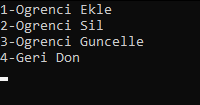 1-Ogrenci Ekle
2-Ogrenci Sil
3-Ogrenci Guncelle
4-Geri Don